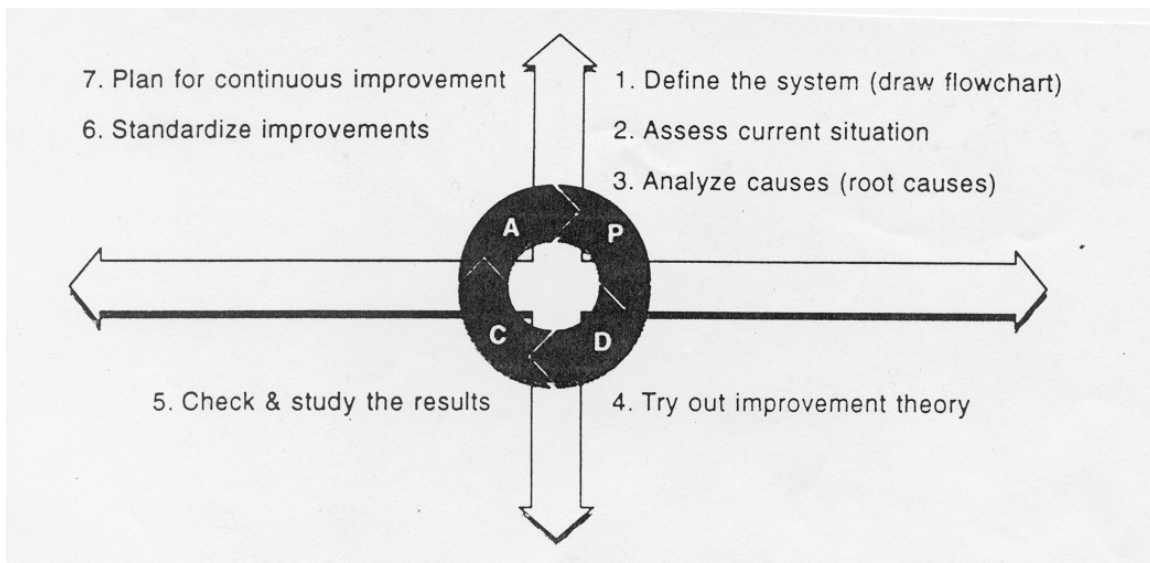 7. Plan for continuous improvement
6. Standardize improvements
1. Define the system (draw flowchart)
2. Assess current situation
3. Analyze causes (root causes)
A
P
C
D
5. Check & study the results
4. Try out improvement theory